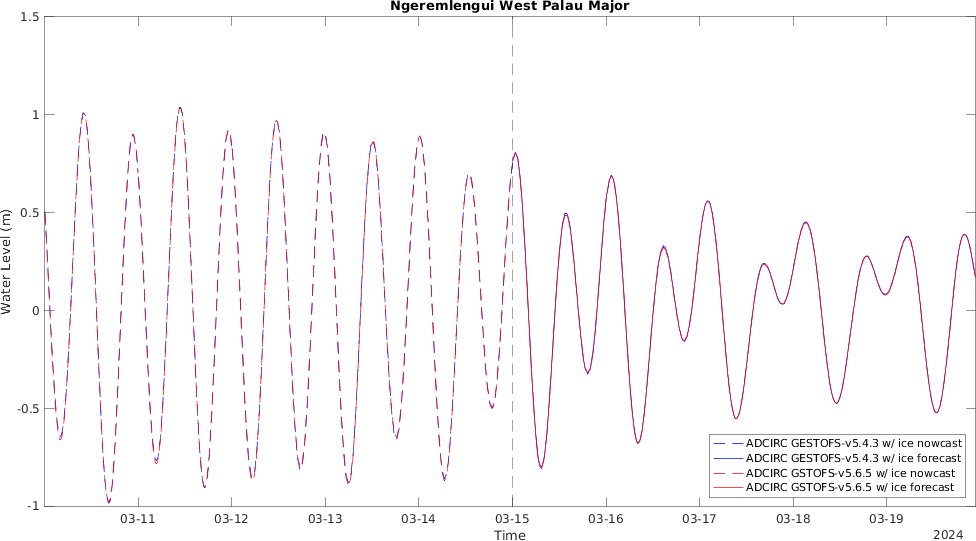 Ngeremlengui West Palau Major
1.5
1
0.5
0
-0.5
-1
Water Level (m)
ADCIRC GESTOFS-v5.4.3 w/ ice nowcast
ADCIRC GESTOFS-v5.4.3 w/ ice forecast
ADCIRC GSTOFS-v5.6.5 w/ ice nowcast
ADCIRC GSTOFS-v5.6.5 w/ ice forecast
03-11 03-12 03-13 03-14 03-15 03-16 03-17 03-18 03-19
Time
2024